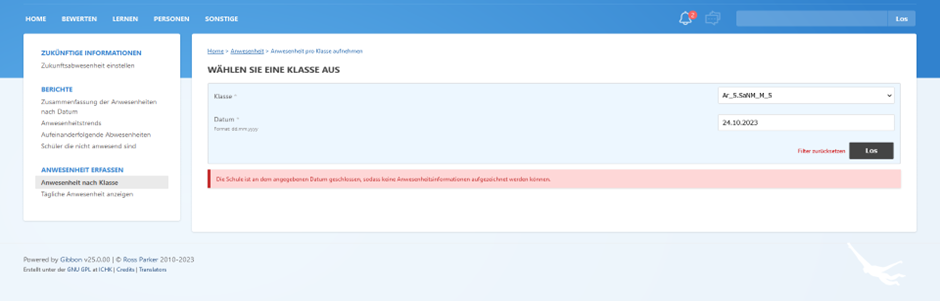 HOME BEWERTEN LERNEN PERSONEN SONSTIGE
2
Los
ZUKÜNFTIGE INFORMATIONEN
Zukunftsabwesenheit einstellen
BERICHTE
Zusammenfassung der Anwesenheiten
nach Datum
Anwesenheitstrends
Aufeinanderfolgende Abwesenheiten
Schüler die nicht anwesend sind
ANWESENHEIT ERFASSEN
Anwesenheit nach Klasse
Tägliche Anwesenheit anzeigen
Home > Anwesenheit > Anwesenheit pro Klasse aufnehmen
WÄHLEN SIE EINE KLASSE AUS
Klasse *
Ar_S.SaNM_M_S
Datum *
Format: dd.mm.yyyy
24.10.2023
Filter zurücksetzen Los
Die Schule ist an dem angegebenen Datum geschlossen, sodass keine Anwesenheitsinformationen aufgezeichnet werden können.
Powered by Gibbon v25.0.00 | © Ross Parker 2010-2023
Erstellt unter der GNU GPL at ICHK | Credits | Translators